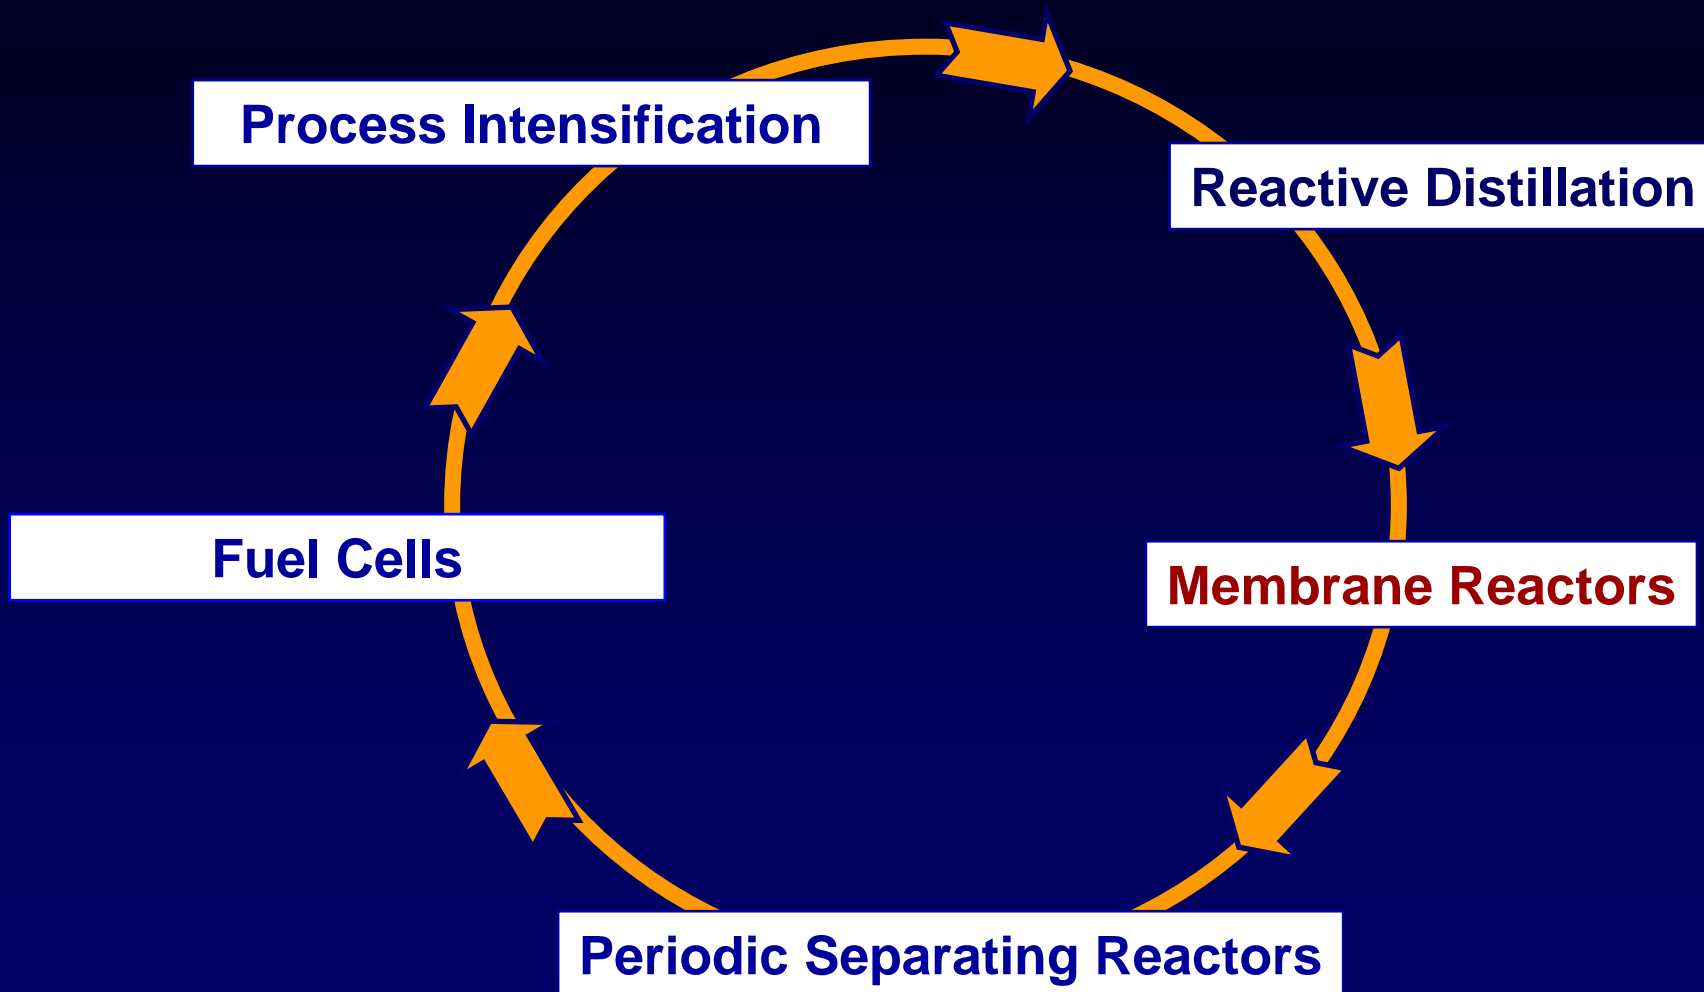 Process Intensification
Reactive Distillation
Fuel Cells
Membrane Reactors
Periodic Separating Reactors